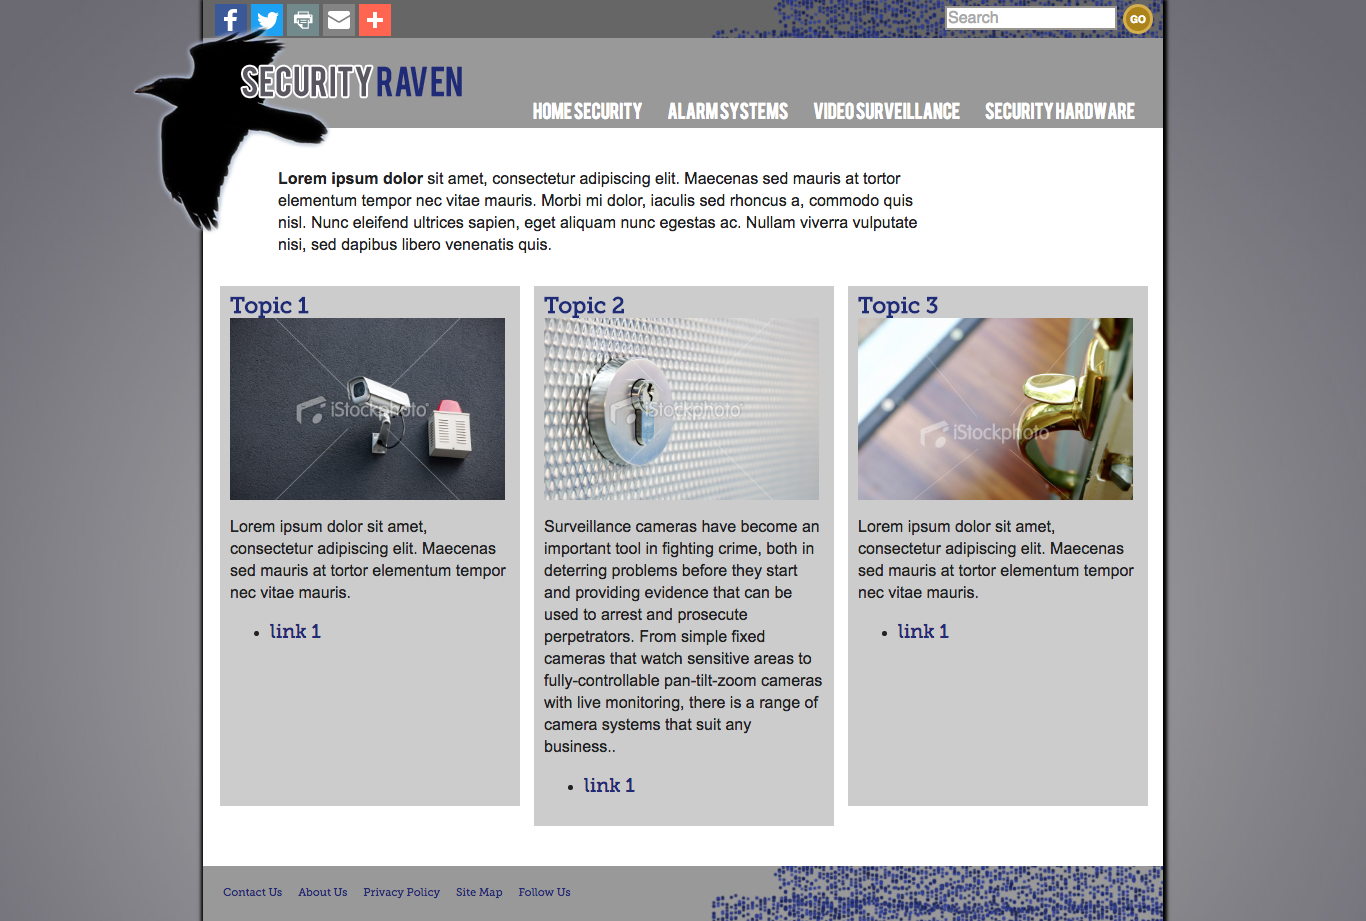 Search
GO
SECURITY RAVEN
HOME SECURITY ALARM SYSTEMS VIDEO SURVEILLANCE SECURITY HARDWARE
Lorem ipsum dolor sit amet, consectetur adipiscing elit. Maecenas sed mauris at tortor
elementum tempor nec vitae mauris. Morbi mi dolor, iaculis sed rhoncus a, commodo quis
nisl. Nunc eleifend ultrices sapien, eget aliquam nunc egestas ac. Nullam viverra vulputate
nisi, sed dapibus libero venenatis quis.
Topic 1
iStockphoto
Lorem ipsum dolor sit amet,
consectetur adipiscing elit. Maecenas
sed mauris at tortor elementum tempor
nec vitae mauris.
link 1
Topic 2
iStockphoto
Surveillance cameras have become an
important tool in fighting crime, both in
deterring problems before they start
and providing evidence that can be
used to arrest and prosecute
perpetrators. From simple fixed
cameras that watch sensitive areas to
fully-controllable pan-tilt-zoom cameras
with live monitoring, there is a range of
camera systems that suit any
business..
link 1
Topic 3
iStockphoto
Lorem ipsum dolor sit amet,
consectetur adipiscing elit. Maecenas
sed mauris at tortor elementum tempor
nec vitae mauris.
link 1
Contact Us About Us Privacy Policy Site Map Follow Us